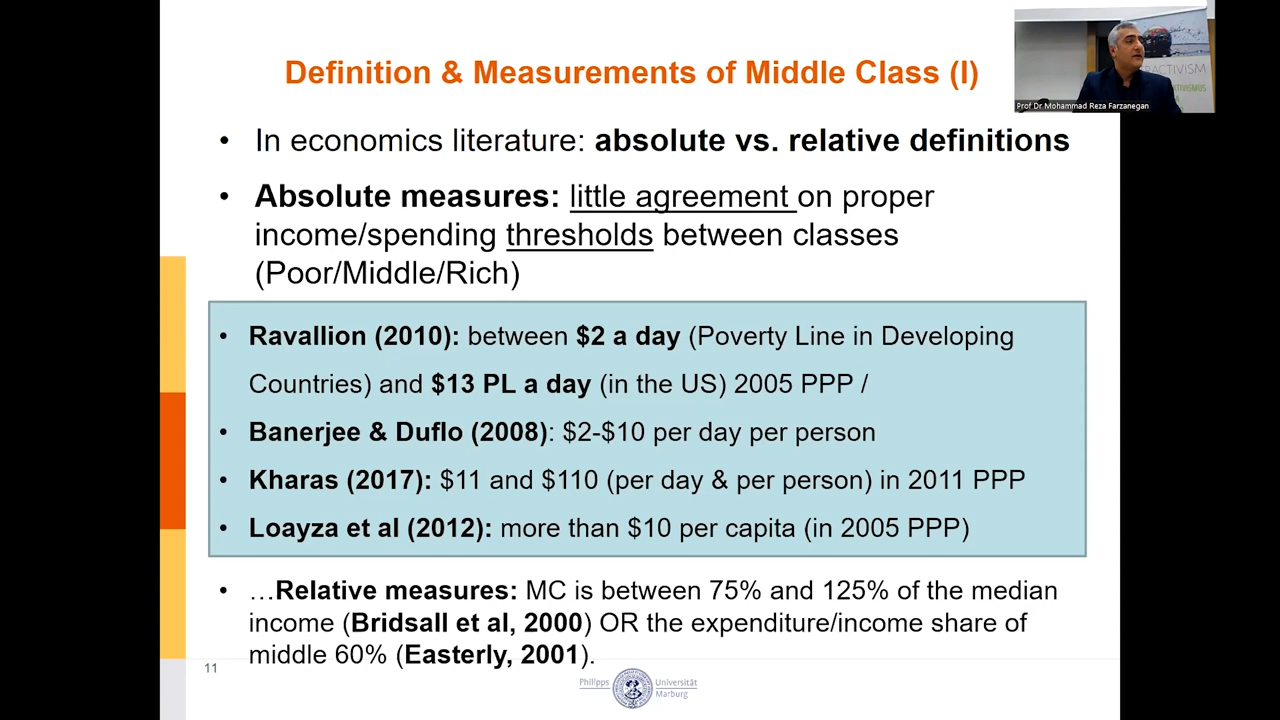 Definition & Measurements of Middle Class (I)
RACTIVISM
Prof Dr Mohammad Reza Farzanegan
• In economics literature: absolute vs. relative definitions
• Absolute measures: little agreement on proper
income/spending thresholds between classes
(Poor/Middle/Rich)
• Ravallion (2010): between $2 a day (Poverty Line in Developing
Countries) and $13 PL a day (in the US) 2005 PPP /
• Banerjee & Duflo (2008): $2-$10 per day per person
• Kharas (2017): $11 and $110 (per day & per person) in 2011 PPP
• Loayza et al (2012): more than $10 per capita (in 2005 PPP)
• …Relative measures: MC is between 75% and 125% of the median
income (Bridsall et al, 2000) OR the expenditure/income share of
middle 60% (Easterly, 2001).
11
Philipps Universität
Marburg